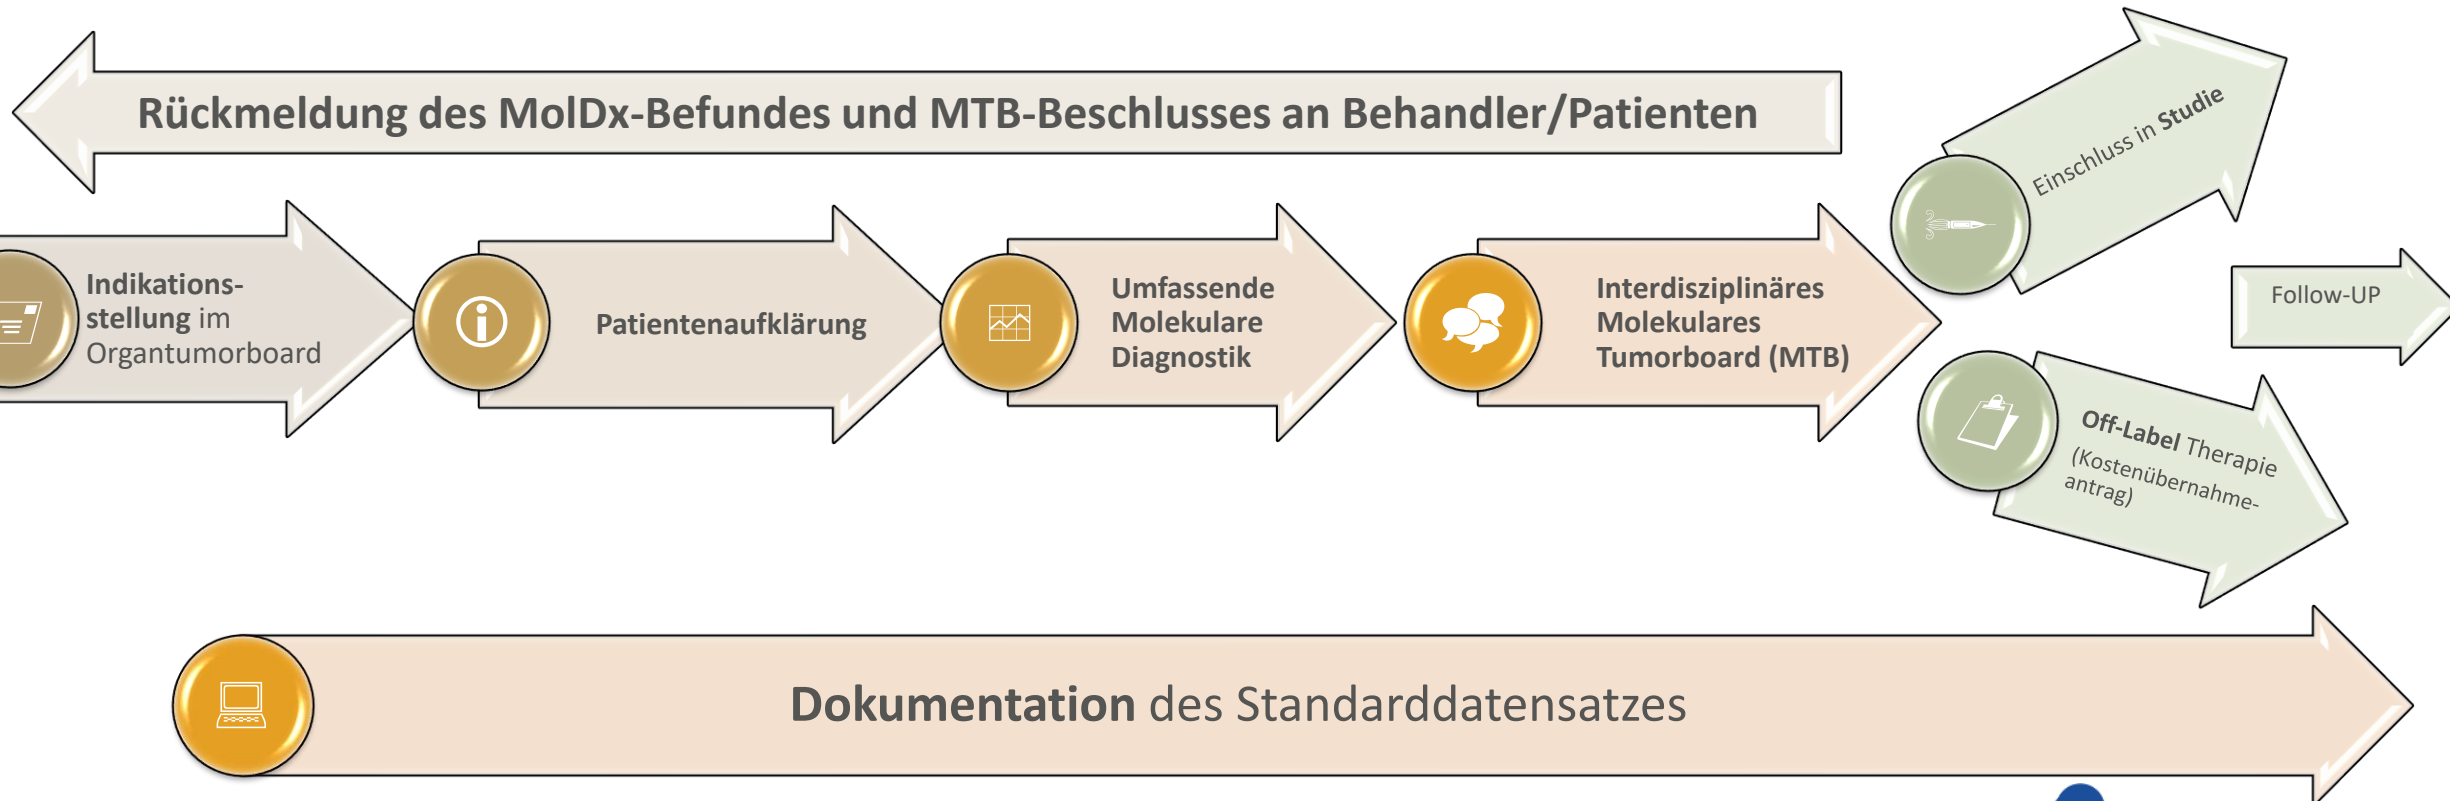 Rückmeldung des MolDx-Befundes und MTB-Beschlusses an Behandler/Patienten
Indikations-
stellung im
Organtumorboard
Patientenaufklärung
Umfassende
Molekulare
Diagnostik
Interdisziplinäres
Molekulares
Tumorboard (MTB)
Einschluss in Studie
Follow-UP
Off-Label Therapie
(Kostenübernahme-
antrag)
Dokumentation des Standarddatensatzes